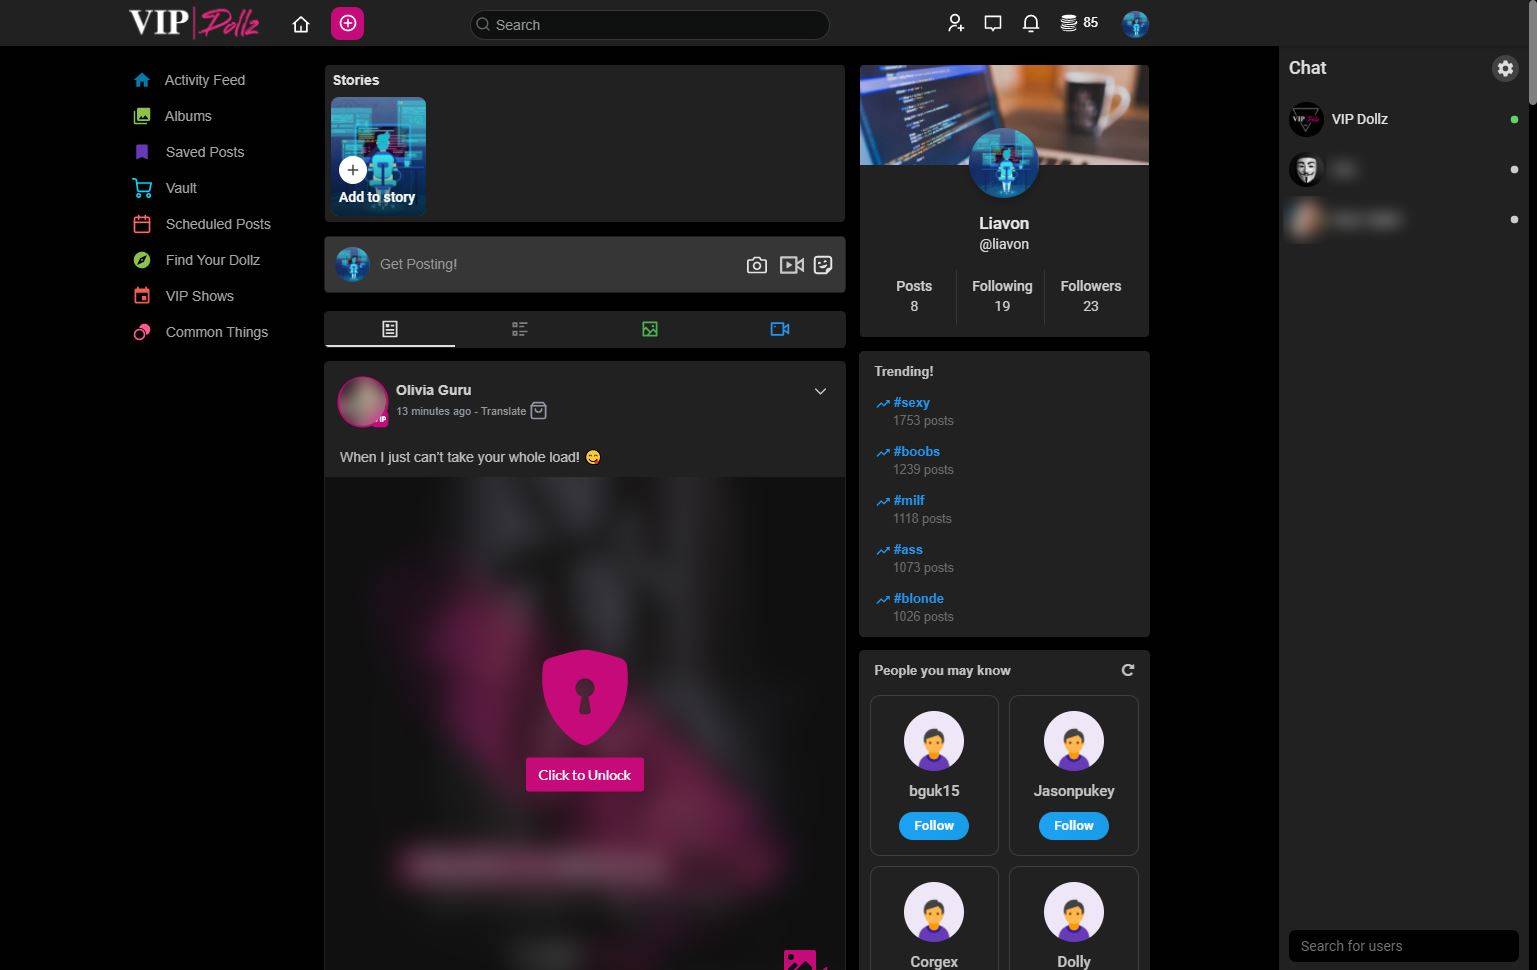 VIP Dollz
Search
85
Activity Feed
Albums
Saved Posts
Vault
Scheduled Posts
Find Your Dollz
VIP Shows
Common Things
Stories
Add to story
Get Posting!
Olivia Guru
13 minutes ago - Translate
When I just can't take your whole load! 😋
Click to Unlock
Liavon
@liavon
Posts Following Followers
8 19 23
Trending!
#sexy
1753 posts
#boobs
1239 posts
#milf
1118 posts
#ass
1073 posts
#blonde
1026 posts
People you may know
bguk15 Jasonpukey
Follow Follow
Corgex Dolly
Chat
VIP Dollz
Search for users